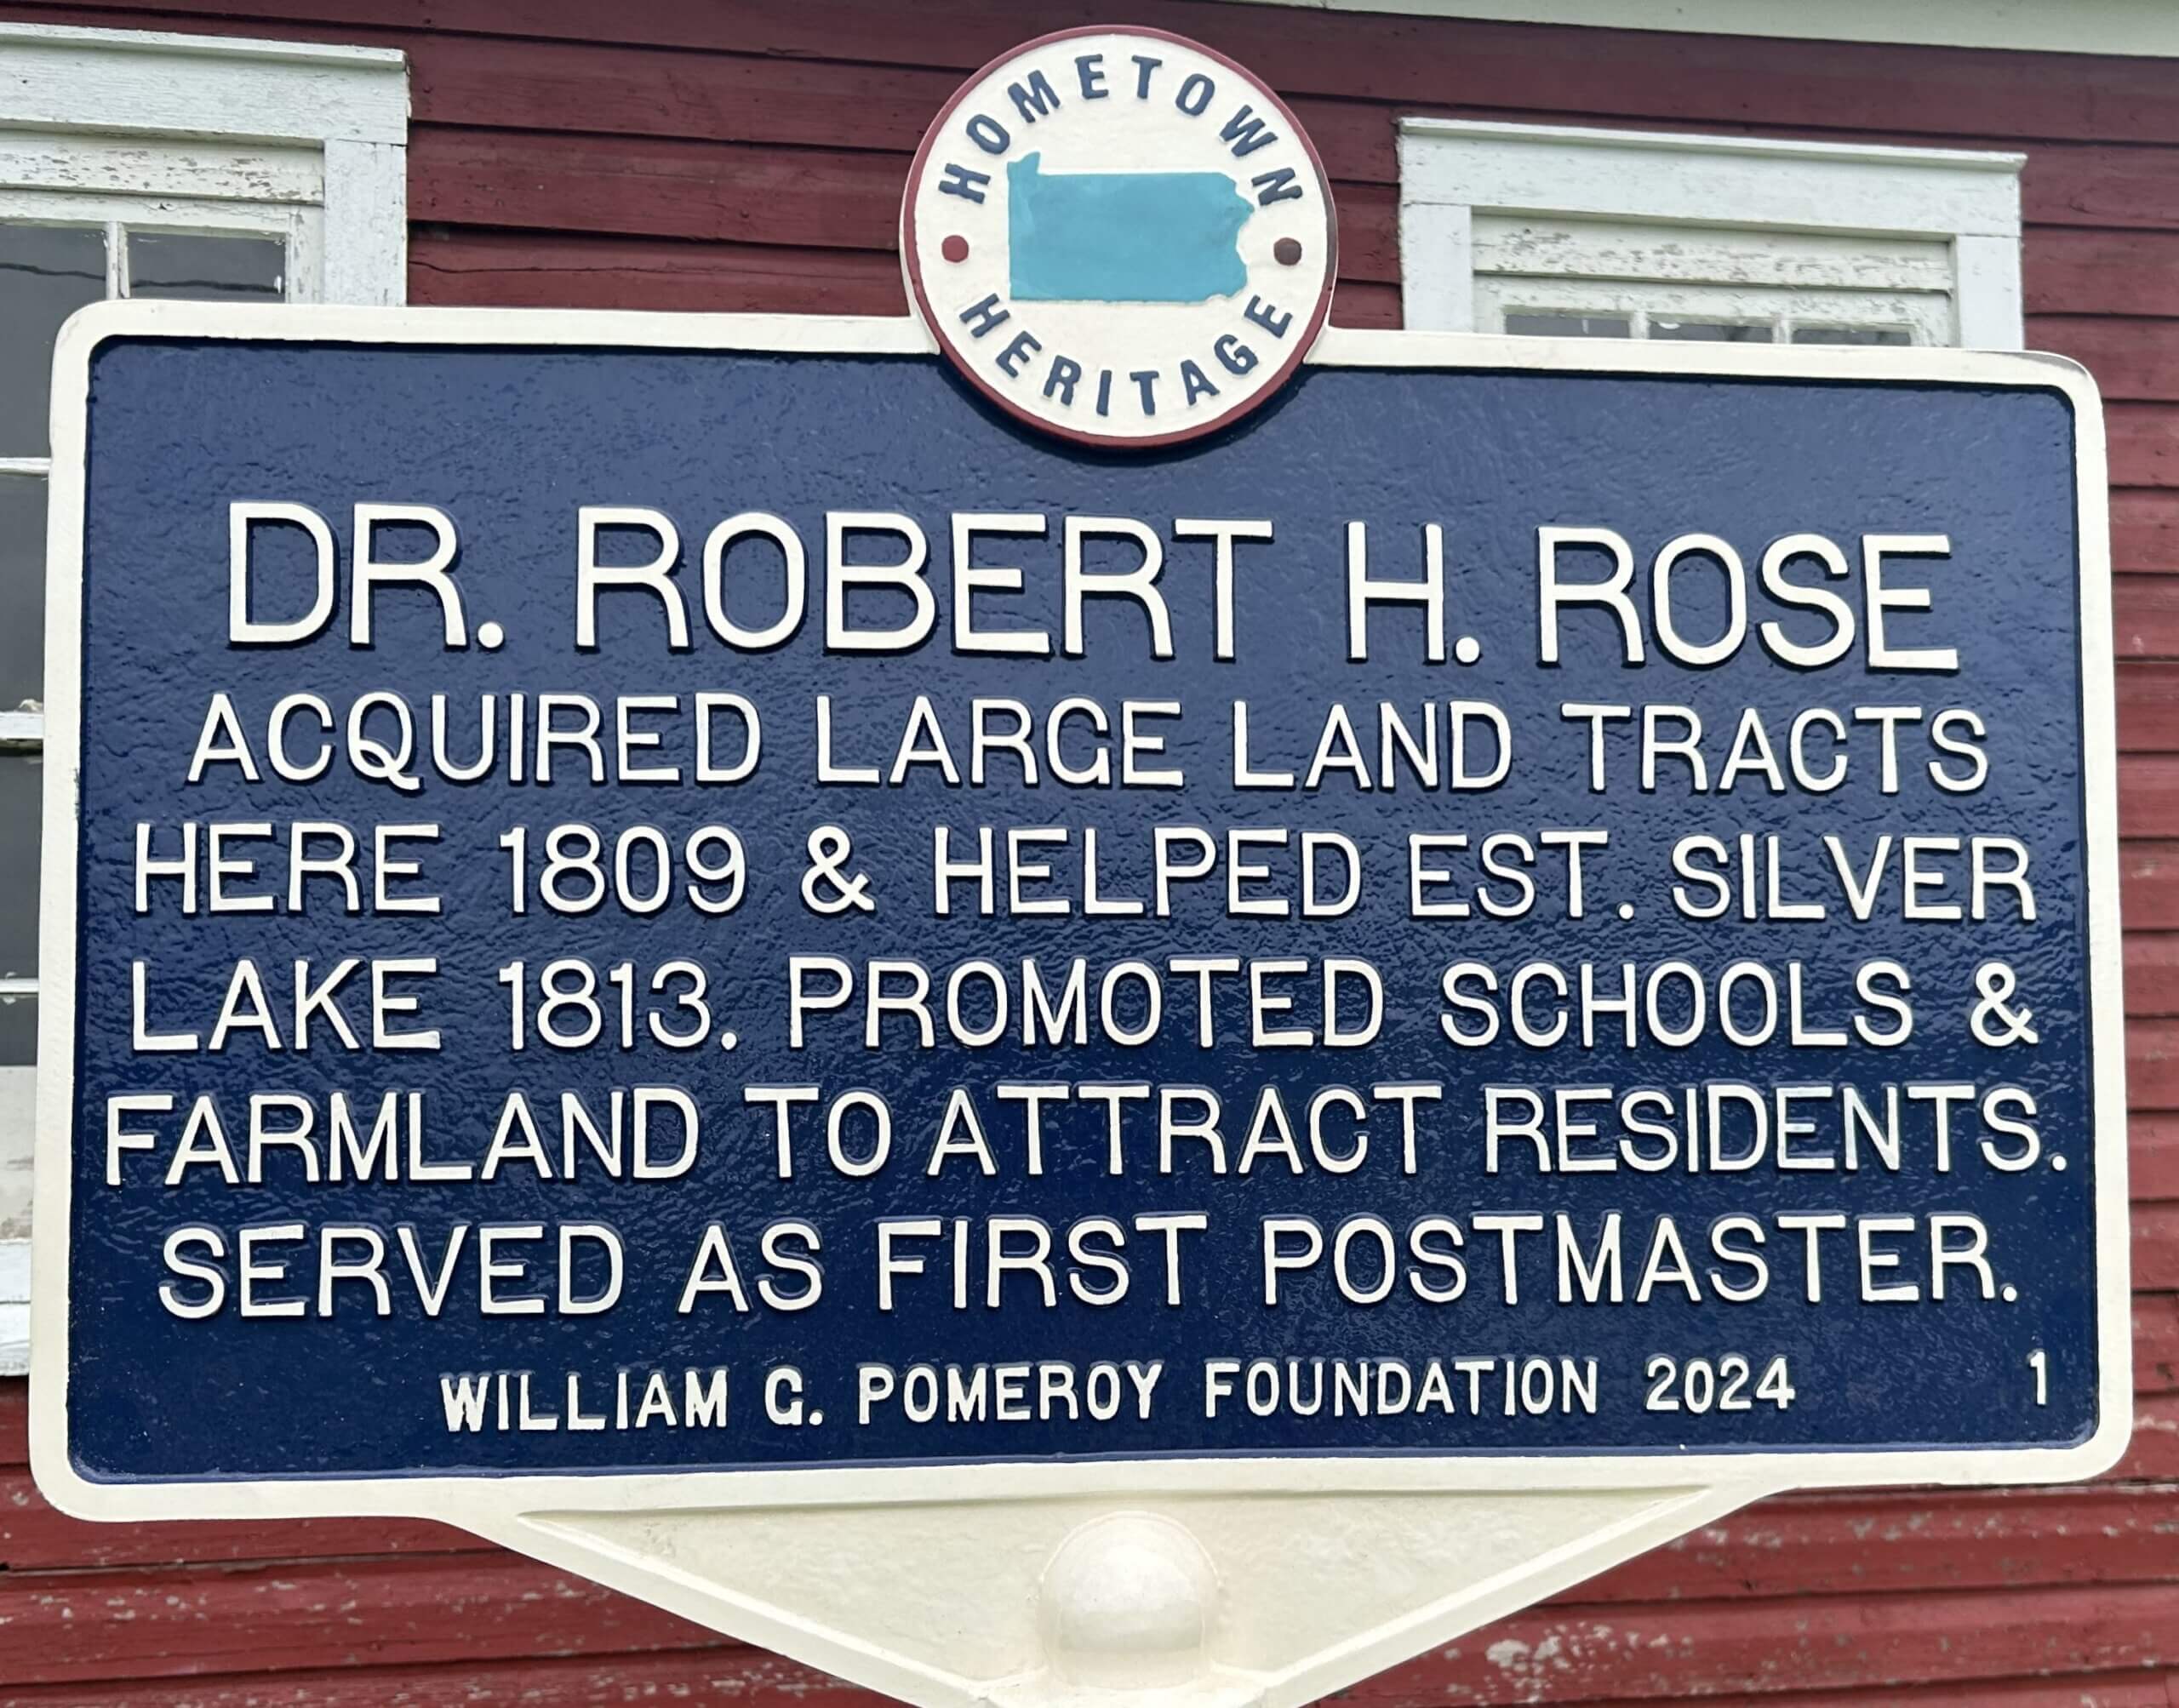 HOMETOWN
HERITAGE
DR. ROBERT H. ROSE
ACQUIRED LARGE LAND TRACTS
HERE 1809 & HELPED EST. SILVER
LAKE 1813. PROMOTED SCHOOLS &
FARMLAND TO ATTRACT RESIDENTS.
SERVED AS FIRST POSTMASTER.
WILLIAM G. POMEROY FOUNDATION 2024 1